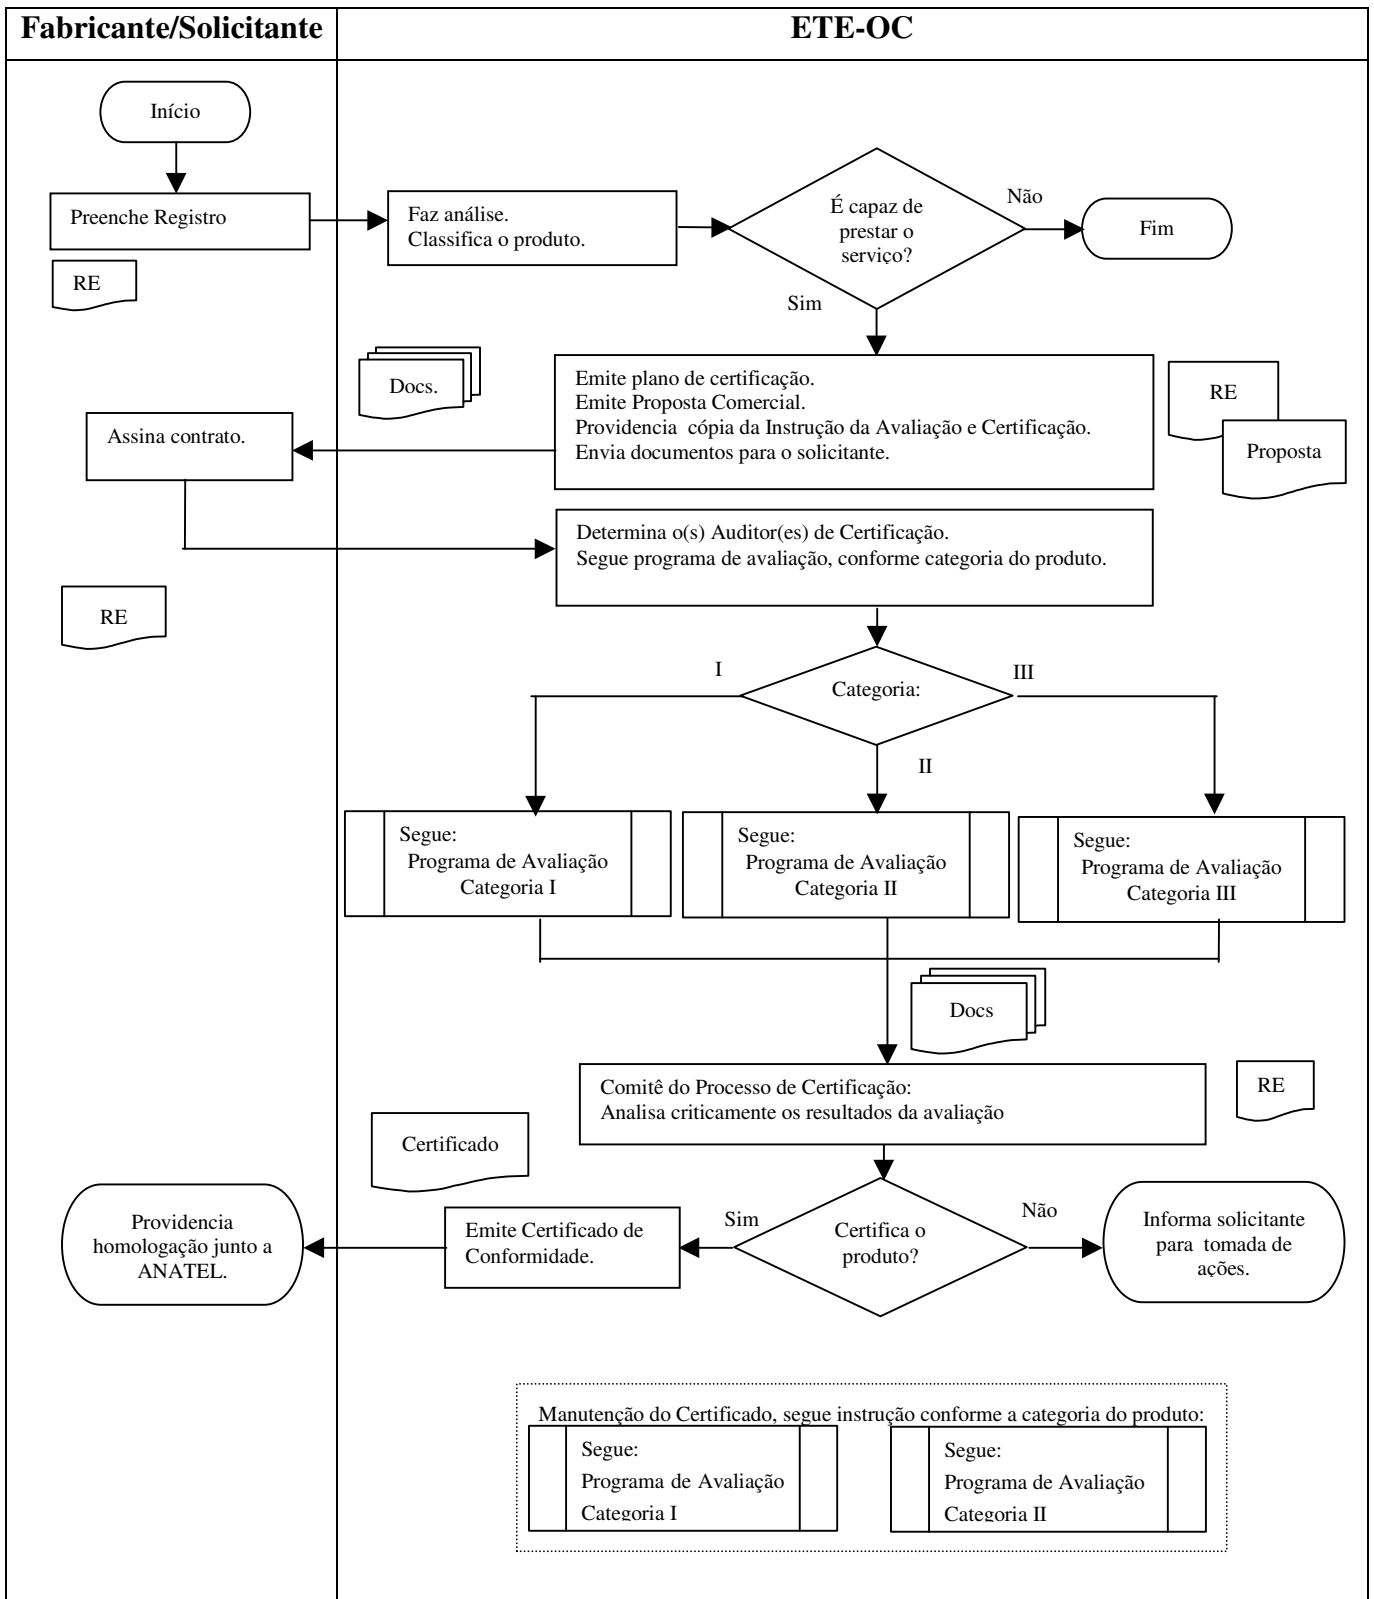 Fabricante/Solicitante
ETE-OC
Início
Preenche Registro
RE
Faz análise.
Classifica o produto.
É capaz de
prestar o
serviço?
Não
Fim
Sim
Docs.
Emite plano de certificação.
Emite Proposta Comercial.
Providencia cópia da Instrução da Avaliação e Certificação.
Envia documentos para o solicitante.
RE
Proposta
Assina contrato.
Determina o(s) Auditor(es) de Certificação.
Segue programa de avaliação, conforme categoria do produto.
RE
Categoria:
I
III
II
Segue:
Programa de Avaliação
Categoria I
Segue:
Programa de Avaliação
Categoria II
Segue:
Programa de Avaliação
Categoria III
Docs
Comitê do Processo de Certificação:
Analisa criticamente os resultados da avaliação
RE
Certificado
Certifica o
produto?
Sim
Não
Emite Certificado de
Conformidade.
Providencia
homologação junto a
ANATEL.
Informa solicitante
para tomada de
ações.
Manutenção do Certificado, segue instrução conforme a categoria do produto:
Segue:
Programa de Avaliação
Categoria I
Segue:
Programa de Avaliação
Categoria II